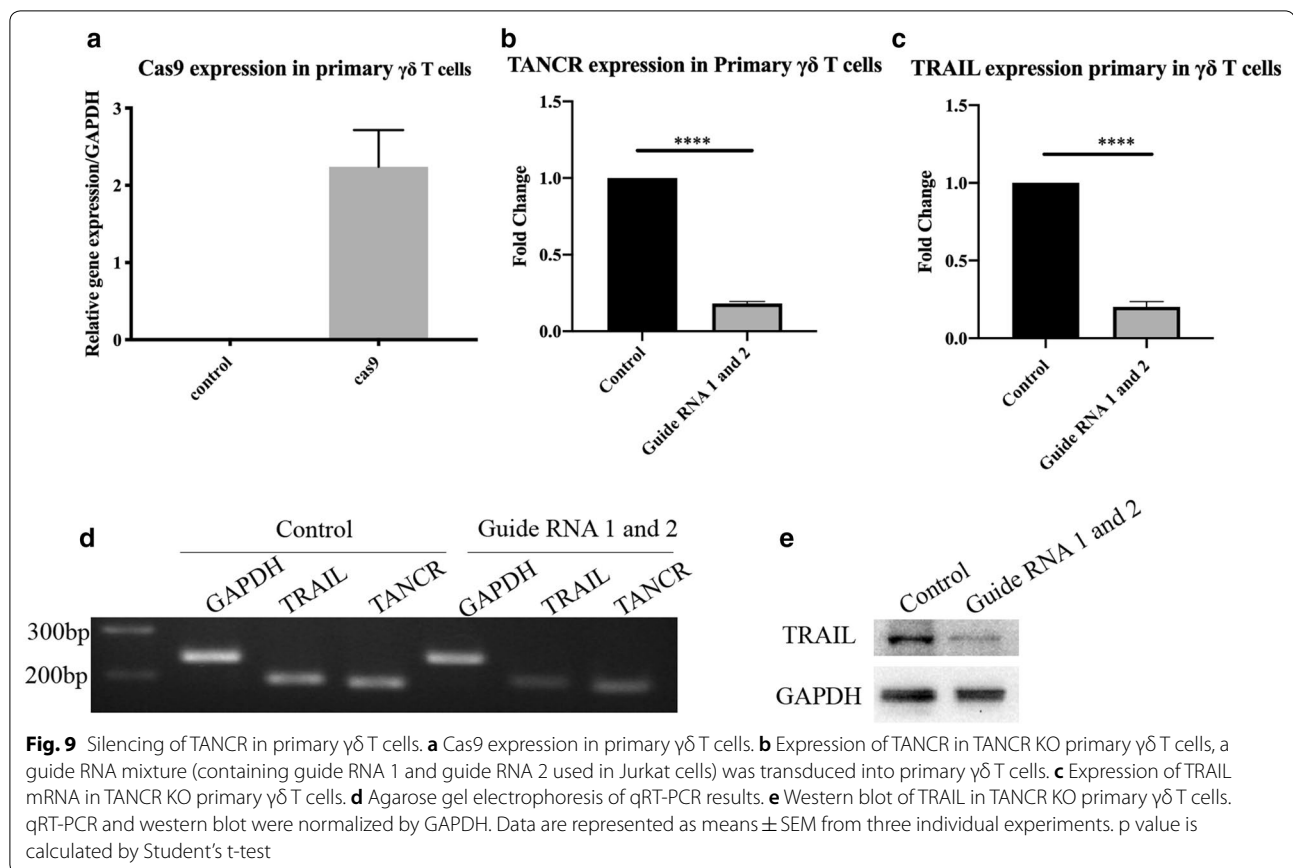 a
Cas9 expression in primary γδ T cells
Relative gene expression/GAPDH
3
2
1
0
control
cas9
b
TANCR expression in Primary γδ T cells
Fold Change
1.5
1.0
0.5
0.0
****
Control
Guide RNA 1 and 2
c
TRAIL expression primary in γδ T cells
Fold Change
1.5
1.0
0.5
0.0
****
Control
Guide RNA 1 and 2
d
Control
Guide RNA 1 and 2
GAPDH TRAIL TANCR GAPDH TRAIL TANCR
300bp
200bp
e
Control Guide RNA 1 and 2
TRAIL
GAPDH
Fig. 9 Silencing of TANCR in primary γδ T cells. a Cas9 expression in primary γδ T cells. b Expression of TANCR in TANCR KO primary γδ T cells, a
guide RNA mixture (containing guide RNA 1 and guide RNA 2 used in Jurkat cells) was transduced into primary γδ T cells. c Expression of TRAIL
mRNA in TANCR KO primary γδ T cells. d Agarose gel electrophoresis of qRT-PCR results. e Western blot of TRAIL in TANCR KO primary γδ T cells.
qRT-PCR and western blot were normalized by GAPDH. Data are represented as means ± SEM from three individual experiments. p value is
calculated by Student's t-test